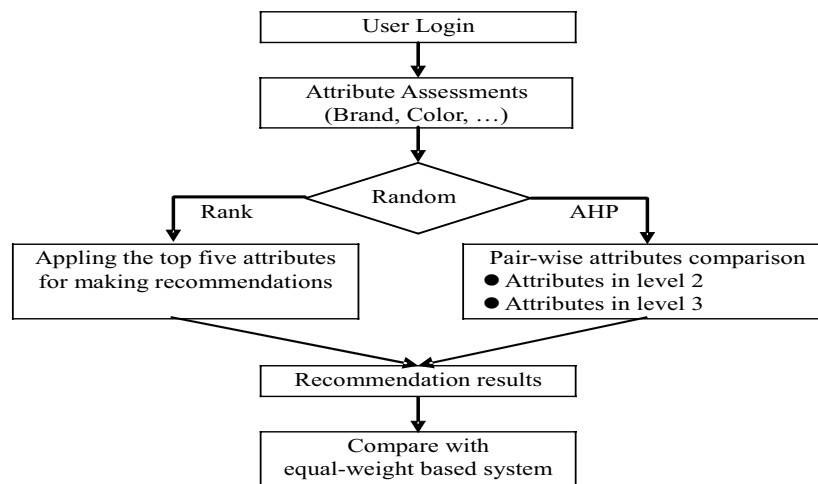 User Login
Attribute Assessments
(Brand, Color, …)
Random
Rank
AHP
Appling the top five attributes
for making recommendations
Pair-wise attributes comparison
● Attributes in level 2
● Attributes in level 3
Recommendation results
Compare with
equal-weight based system